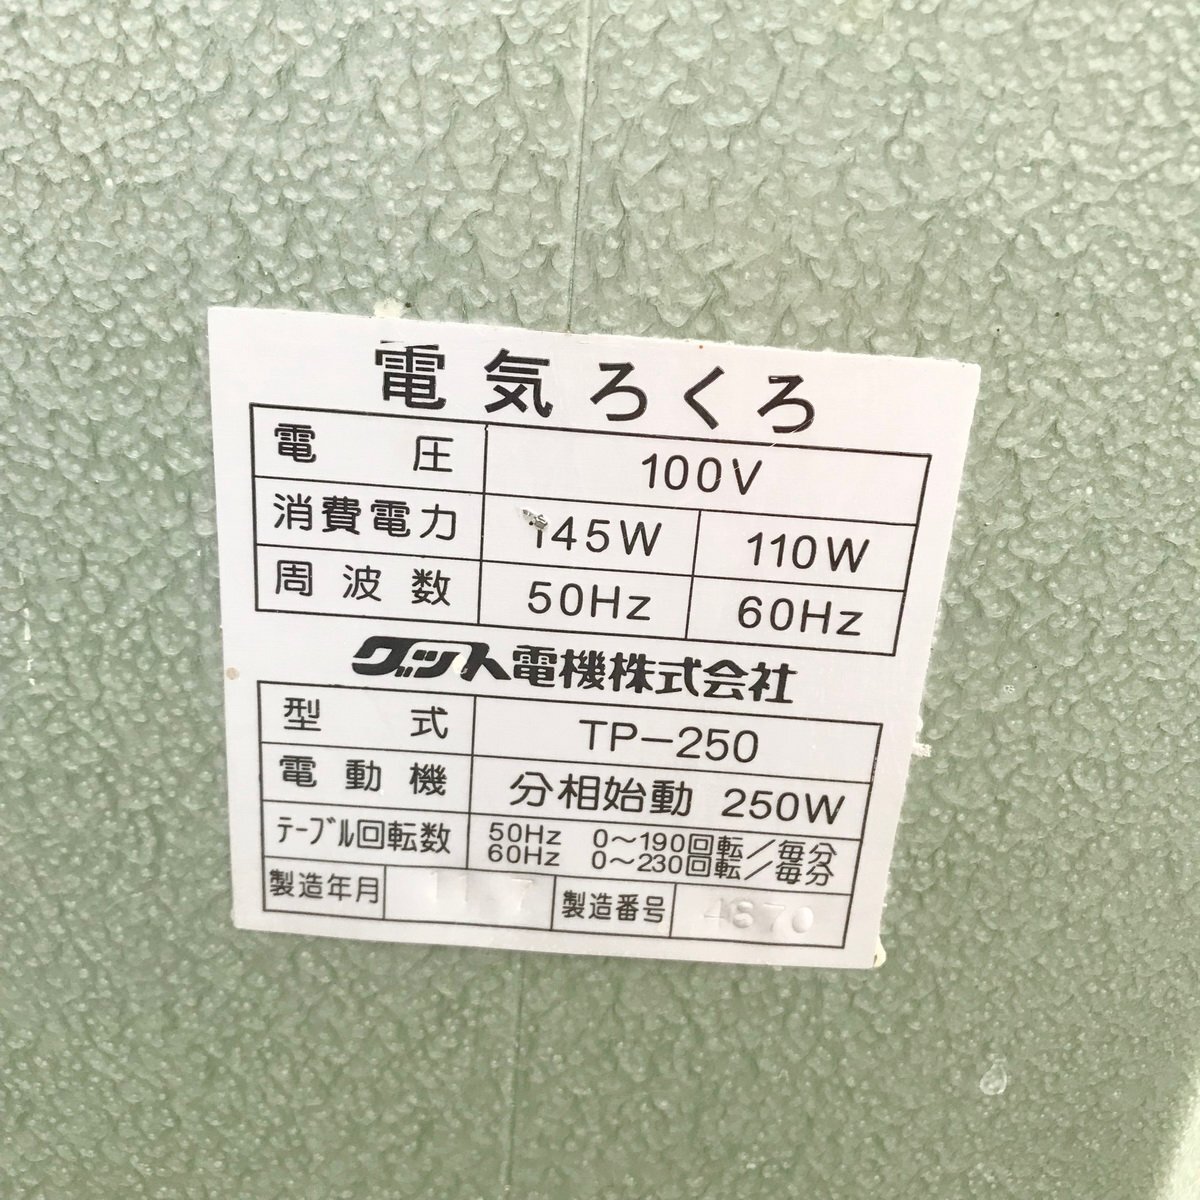 電気ろくろ
電圧 100V
消費電力 145W 110W
周波数 50Hz 60Hz
グット電機株式会社
型式 TP-250
電動機 分相始動 250W
テーブル回転数 50Hz 0〜190回転/毎分
60Hz 0〜230回転/毎分
製造年月 11 7 製造番号 4870